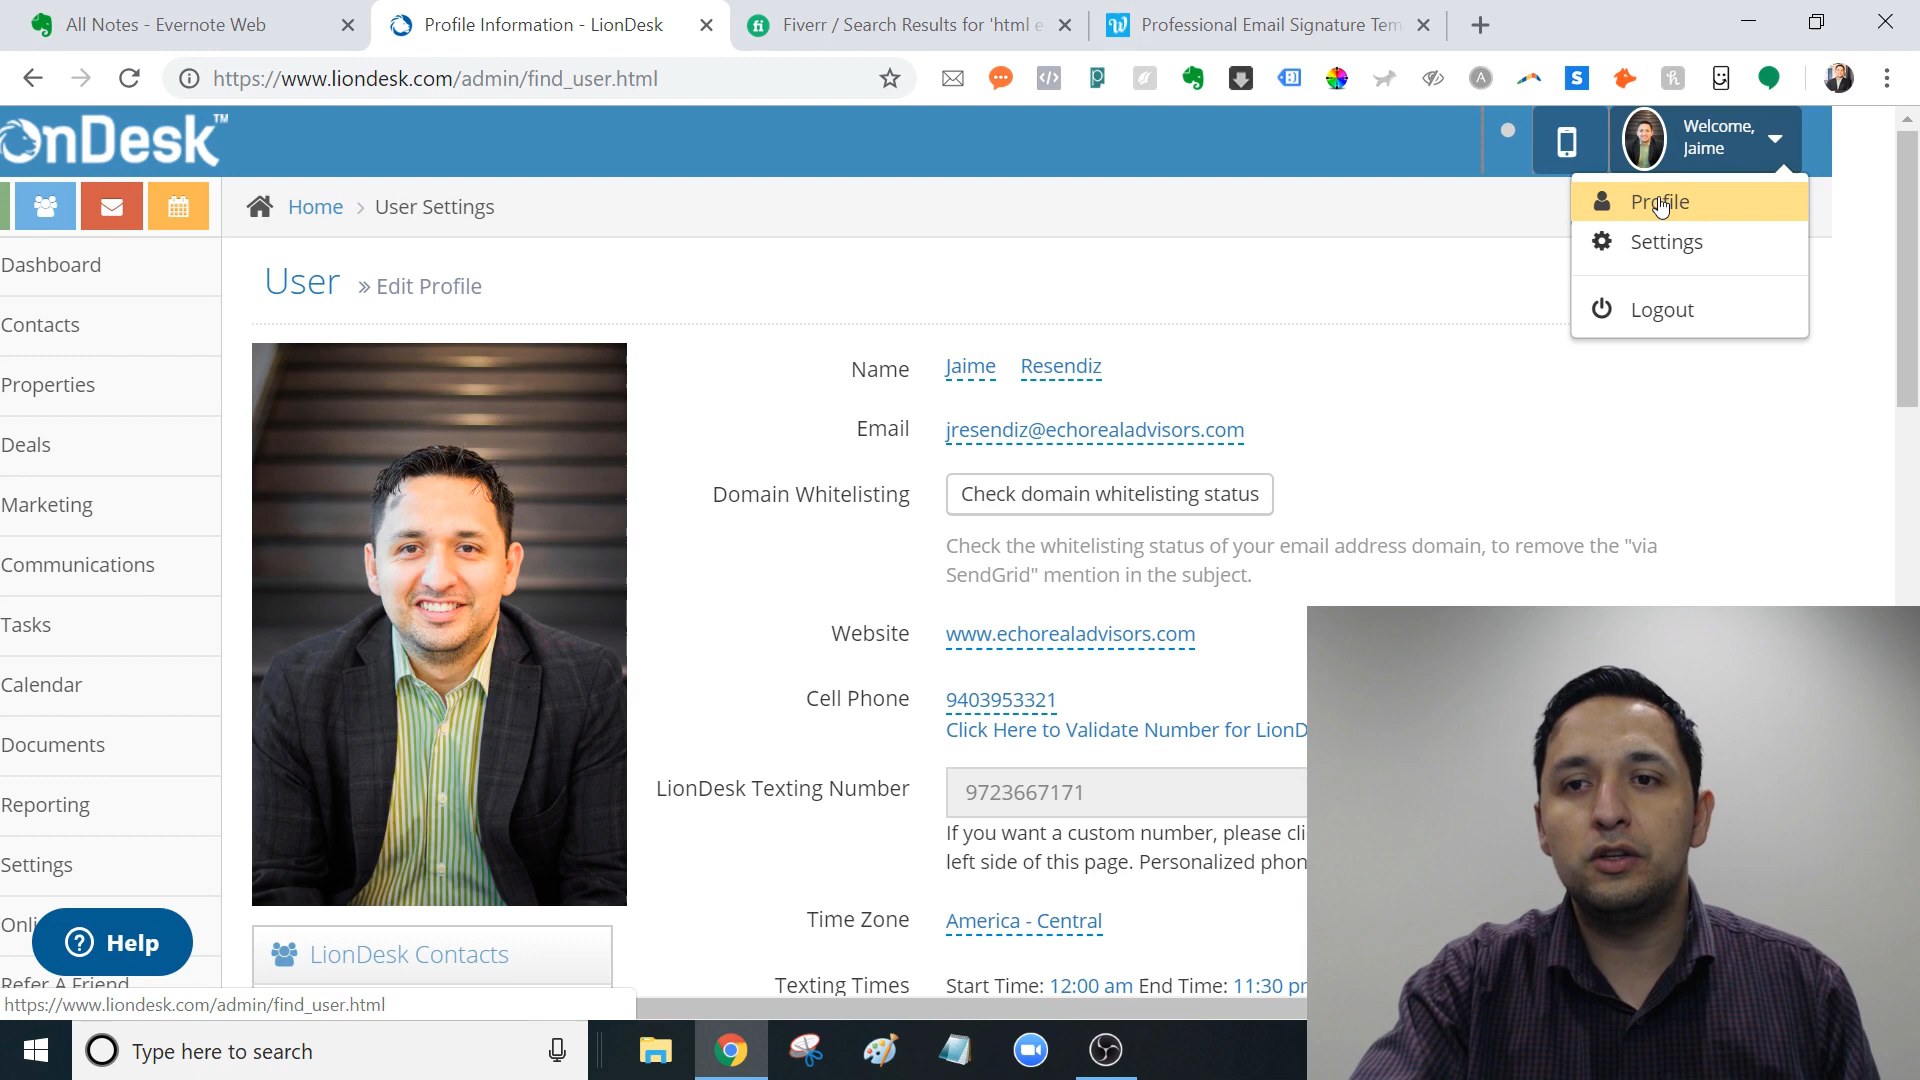 All Notes - Evernote Web
Profile Information - LionDesk
Fiverr / Search Results for 'html e
Professional Email Signature Tem
https://www.liondesk.com/admin/find_user.html
OnDesk™
Welcome,
Jaime
Profile
Settings
Logout
Home > User Settings
User » Edit Profile
Dashboard
Contacts
Properties
Deals
Marketing
Communications
Tasks
Calendar
Documents
Reporting
Settings
Onli
Refer A Friend
Help
Name Jaime Resendiz
Email jresendiz@echorealadvisors.com
Domain Whitelisting Check domain whitelisting status
Check the whitelisting status of your email address domain, to remove the "via
SendGrid" mention in the subject.
Website www.echorealadvisors.com
Cell Phone 9403953321
Click Here to Validate Number for LionD
LionDesk Texting Number 9723667171
If you want a custom number, please cli
left side of this page. Personalized phon
Time Zone America - Central
Texting Times Start Time: 12:00 am End Time: 11:30 pm
LionDesk Contacts
https://www.liondesk.com/admin/find_user.html
Type here to search